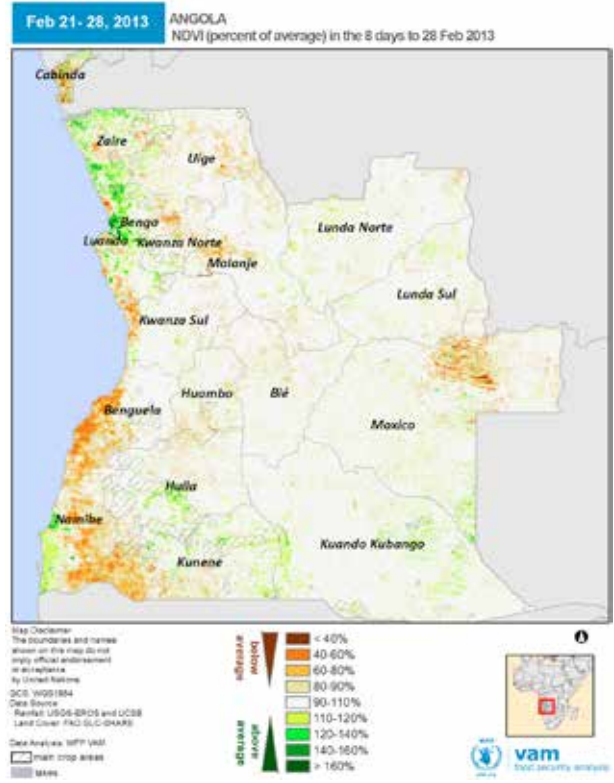 Feb 21- 28, 2013
ANGOLA
NDVI (percent of average) in the 8 days to 28 Feb 2013
Cabinda
Zaire
Uige
Bengo
Luanda
Kwanza Norte
Lunda Norte
Malanje
Lunda Sul
Kwanza Sul
Huambo
Bié
Benguela
Moxico
Huila
Namibe
Kunene
Kuando Kubango
Map Disclaimer
The boundaries and names
shown on this map do not
imply official endorsement
or acceptance
by United Nations
GCS: WGS1984
Data Source
Rainfall: USGS-EROS and UCSB
Land Cover: FAO GLC-SHARE
Data Analysis: WFP VAM
main crop areas
below
average
above
average
< 40%
40-60%
60-80%
80-90%
90-110%
110-120%
120-140%
140-160%
> 160%
vam
food security analysis